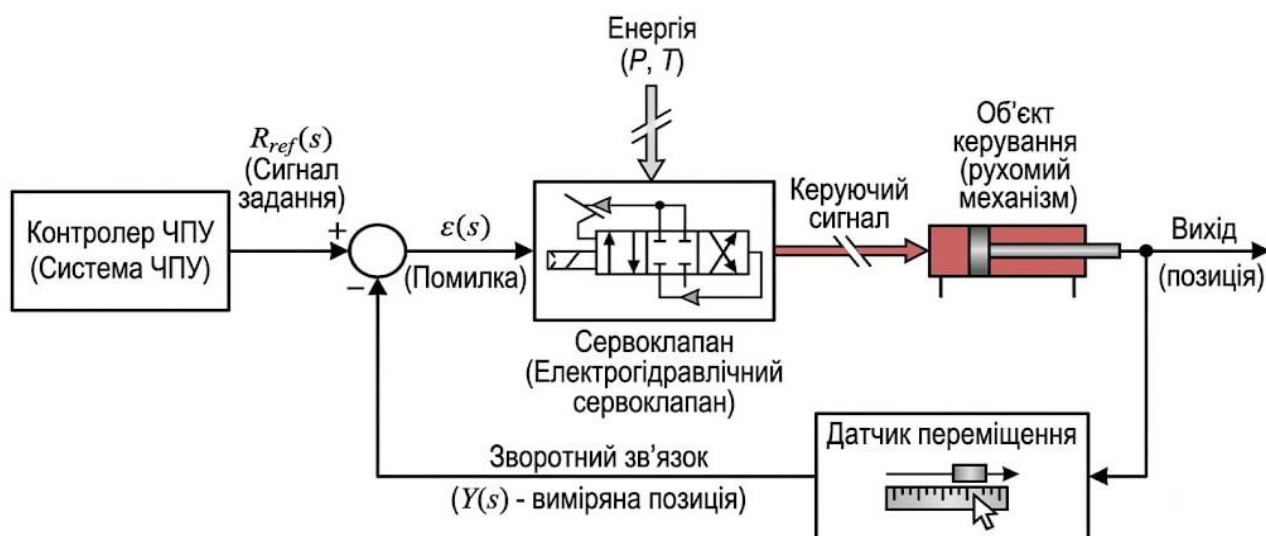 Енергія
(P, T)
R_ref(s)
(Сигнал
задання)
Контролер ЧПУ
(Система ЧПУ)
+
−
ε(s)
(Помилка)
Керуючий
сигнал
Об’єкт
керування
(рухомий
механізм)
Вихід
(позиція)
Сервоклапан
(Електрогідравлічний
сервоклапан)
Датчик переміщення
Зворотний зв’язок
(Y(s) - виміряна позиція)